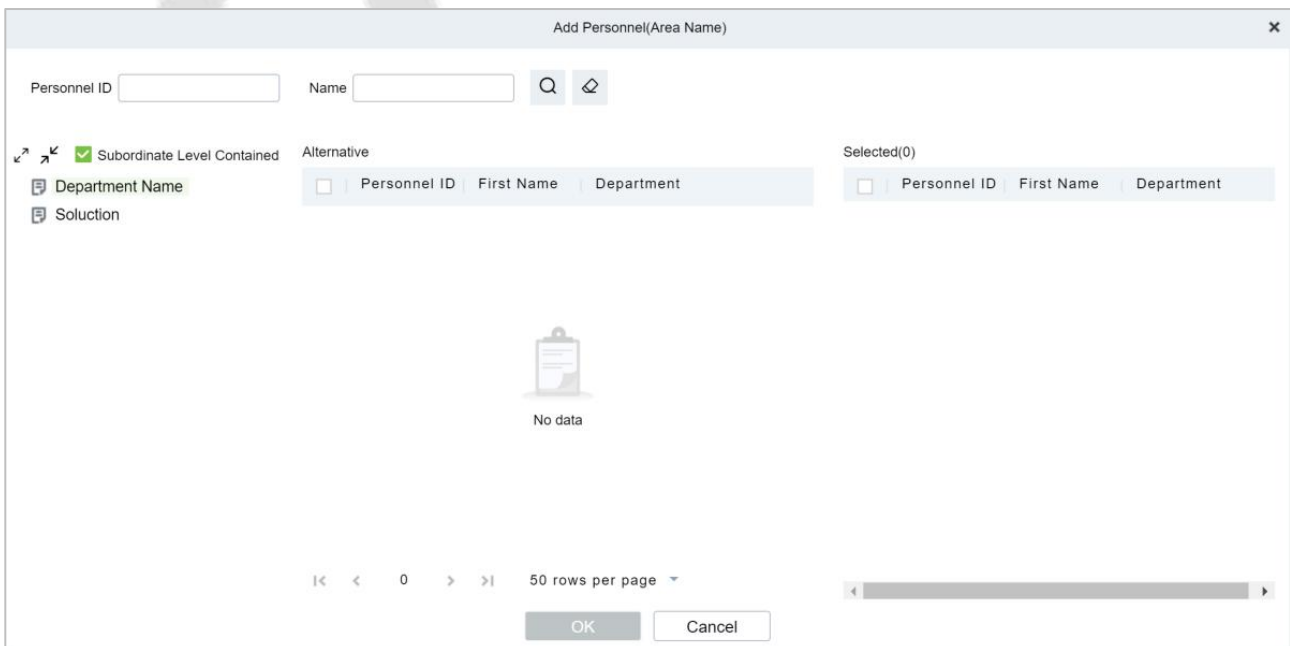 Add Personnel(Area Name)
Personnel ID Name
Subordinate Level Contained
Department Name
Soluction
Alternative
Personnel ID First Name Department
No data
0 50 rows per page
Selected(0)
Personnel ID First Name Department
OK Cancel